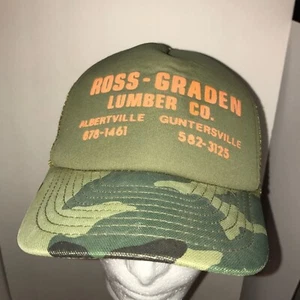 ROSS-GRADEN
LUMBER CO.
ALBERTVILLE GUNTERSVILLE
878-1461 582-3125